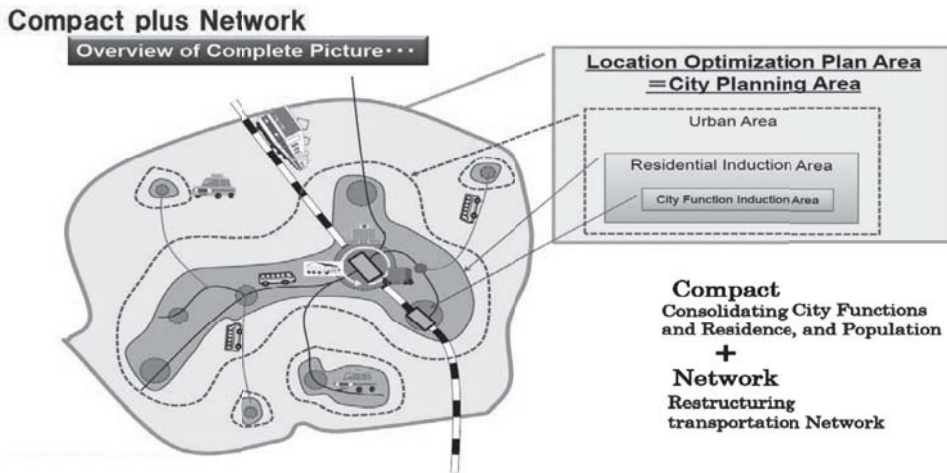 Compact plus Network
Overview of Complete Picture･･･
Location Optimization Plan Area
＝City Planning Area
Urban Area
Residential Induction Area
City Function Induction Area
Compact
Consolidating City Functions
and Residence, and Population
+
Network
Restructuring
transportation Network